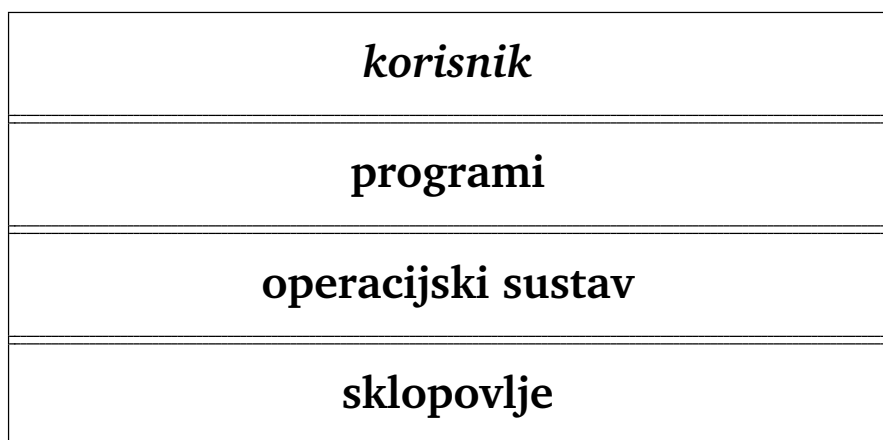 korisnik
programi
operacijski sustav
sklopovlje